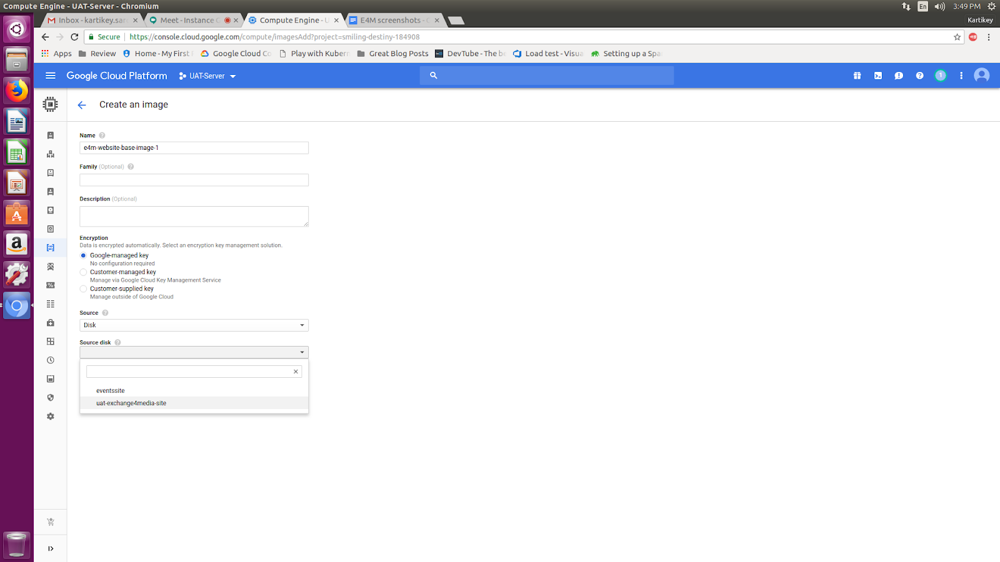 Compute Engine - UAT-Server - Chromium
En
3:49 PM
Inbox - kartikey.sar
Meet - Instance
Compute Engine - U
E4M screenshots -
Kartikey
Secure
https://console.cloud.google.com/compute/imagesAdd?project=smiling-destiny-184908
Apps
Review
Home - My First
Google Cloud Co
Play with Kubern
Great Blog Posts
DevTube - The be
Load test - Visua
Setting up a Spa
Google Cloud Platform
UAT-Server
1
Create an image
Name
e4m-website-base-image-1
Family (Optional)
Description (Optional)
Encryption
Data is encrypted automatically. Select an encryption key management solution.
Google-managed key
No configuration required
Customer-managed key
Manage via Google Cloud Key Management Service
Customer-supplied key
Manage outside of Google Cloud
Source
Disk
Source disk
eventssite
uat-exchange4media-site